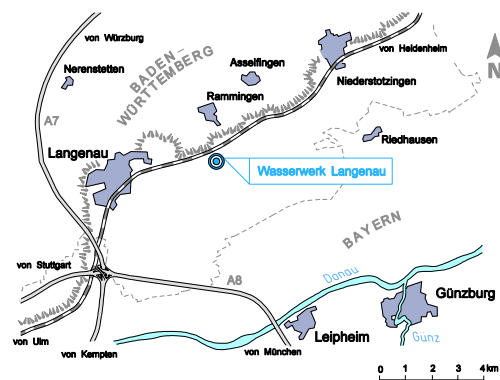 von Würzburg
von Heidenheim
N
BADEN–
WÜRTTEMBERG
Asselfingen
Nerenstetten
Niederstotzingen
Rammingen
A7
Riedhausen
Langenau
Wasserwerk Langenau
BAYERN
von Stuttgart
Donau
A8
Günzburg
Günz
Leipheim
von Ulm
von Kempten
von München
0 1 2 3 4 km